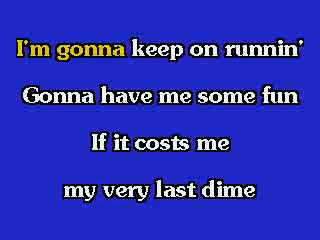 I'm gonna keep on runnin'
Gonna have me some fun
If it costs me
my very last dime